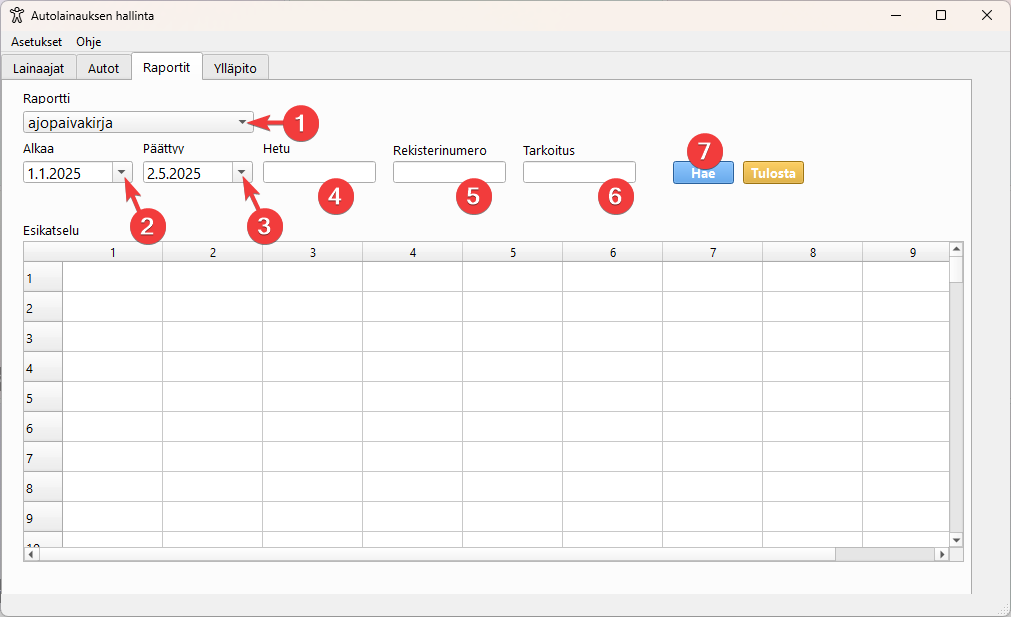 Autolainauksen hallinta
Asetukset Ohje
Lainaajat Autot Raportit Ylläpito
Raportti
ajopaivakirja 1
Alkaa Päättyy Hetu Rekisterinumero Tarkoitus 7
1.1.2025 2.5.2025 Hae Tulosta
2 3 4 5 6
Esikatselu
1 2 3 4 5 6 7 8 9
1
2
3
4
5
6
7
8
9
10